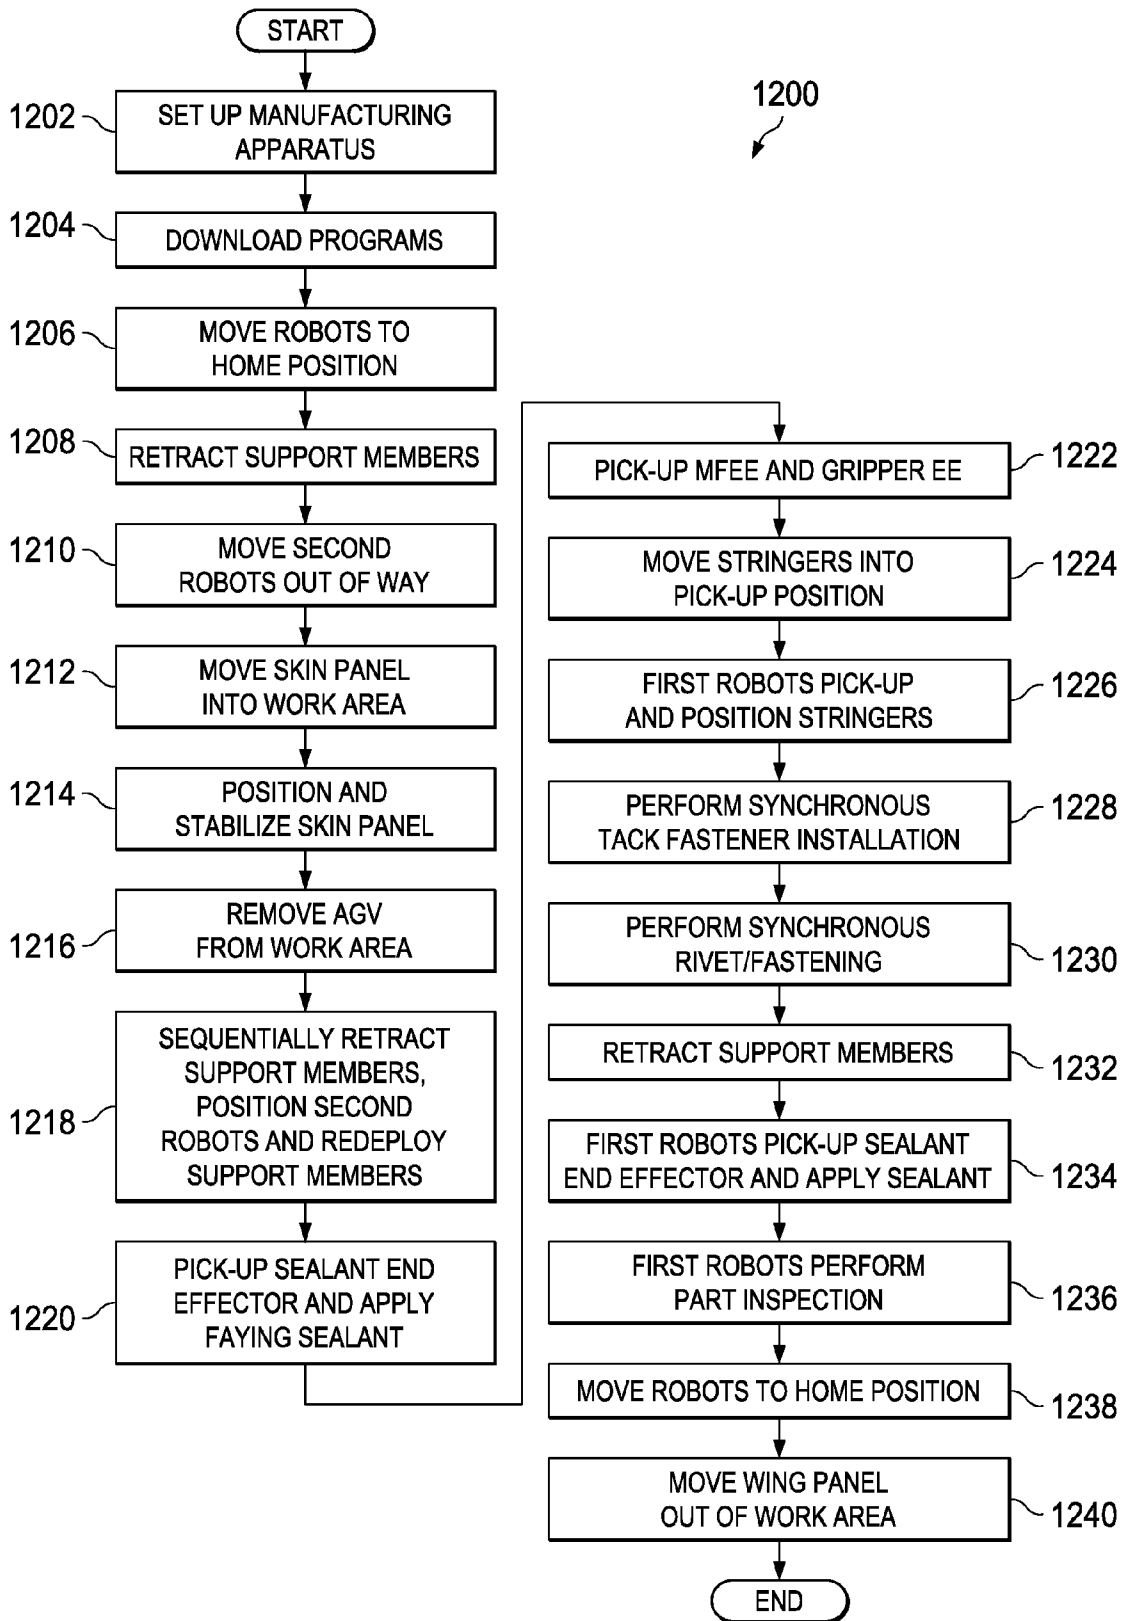 START
1200
1202
SET UP MANUFACTURING
APPARATUS
1204
DOWNLOAD PROGRAMS
1206
MOVE ROBOTS TO
HOME POSITION
1208
RETRACT SUPPORT MEMBERS
1210
MOVE SECOND
ROBOTS OUT OF WAY
1212
MOVE SKIN PANEL
INTO WORK AREA
1214
POSITION AND
STABILIZE SKIN PANEL
1216
REMOVE AGV
FROM WORK AREA
1218
SEQUENTIALLY RETRACT
SUPPORT MEMBERS,
POSITION SECOND
ROBOTS AND REDEPLOY
SUPPORT MEMBERS
1220
PICK-UP SEALANT END
EFFECTOR AND APPLY
FAYING SEALANT
PICK-UP MFEE AND GRIPPER EE
1222
MOVE STRINGERS INTO
PICK-UP POSITION
1224
FIRST ROBOTS PICK-UP
AND POSITION STRINGERS
1226
PERFORM SYNCHRONOUS
TACK FASTENER INSTALLATION
1228
PERFORM SYNCHRONOUS
RIVET/FASTENING
1230
RETRACT SUPPORT MEMBERS
1232
FIRST ROBOTS PICK-UP SEALANT
END EFFECTOR AND APPLY SEALANT
1234
FIRST ROBOTS PERFORM
PART INSPECTION
1236
MOVE ROBOTS TO HOME POSITION
1238
MOVE WING PANEL
OUT OF WORK AREA
1240
END